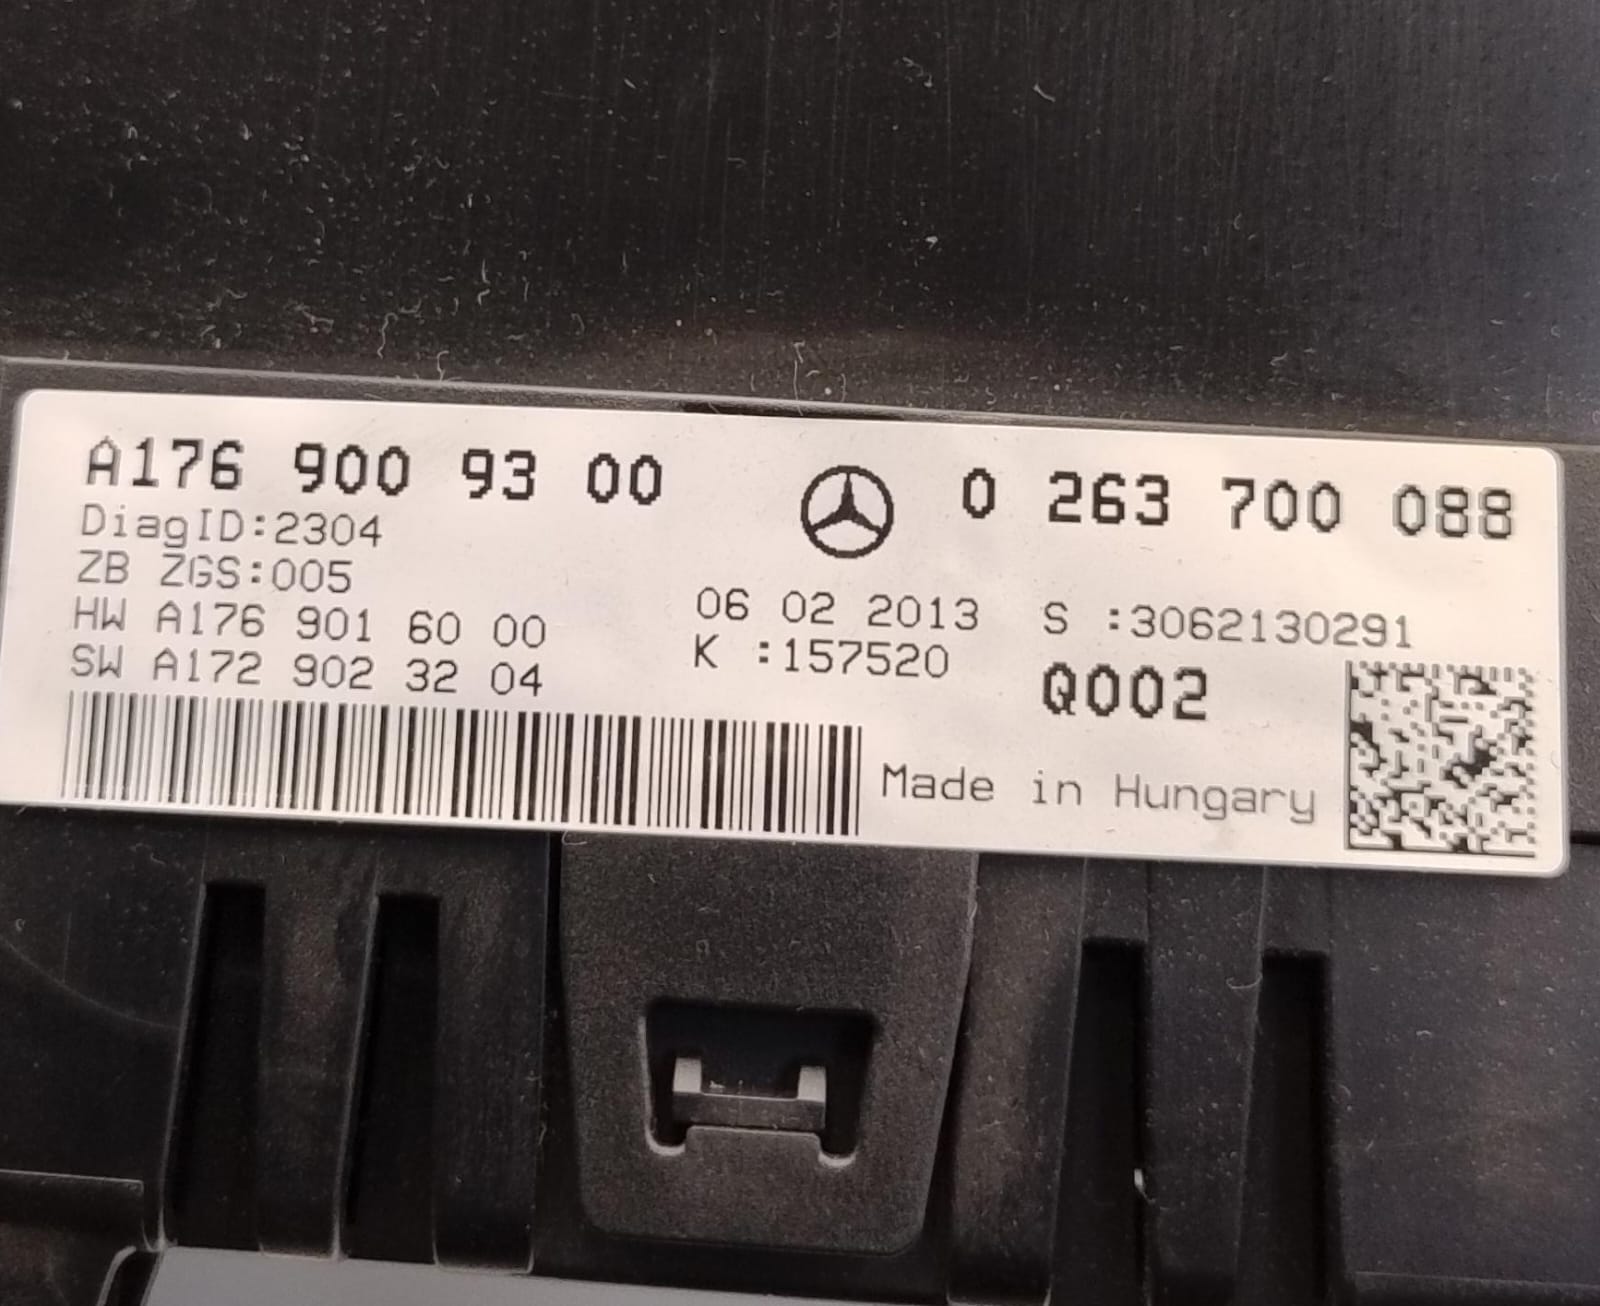 A176 900 93 00
0 263 700 088
DiagID:2304
ZB ZGS:005
HW A176 901 60 00
SW A172 902 32 04
06 02 2013
K :157520
S :3062130291
Q002
Made in Hungary